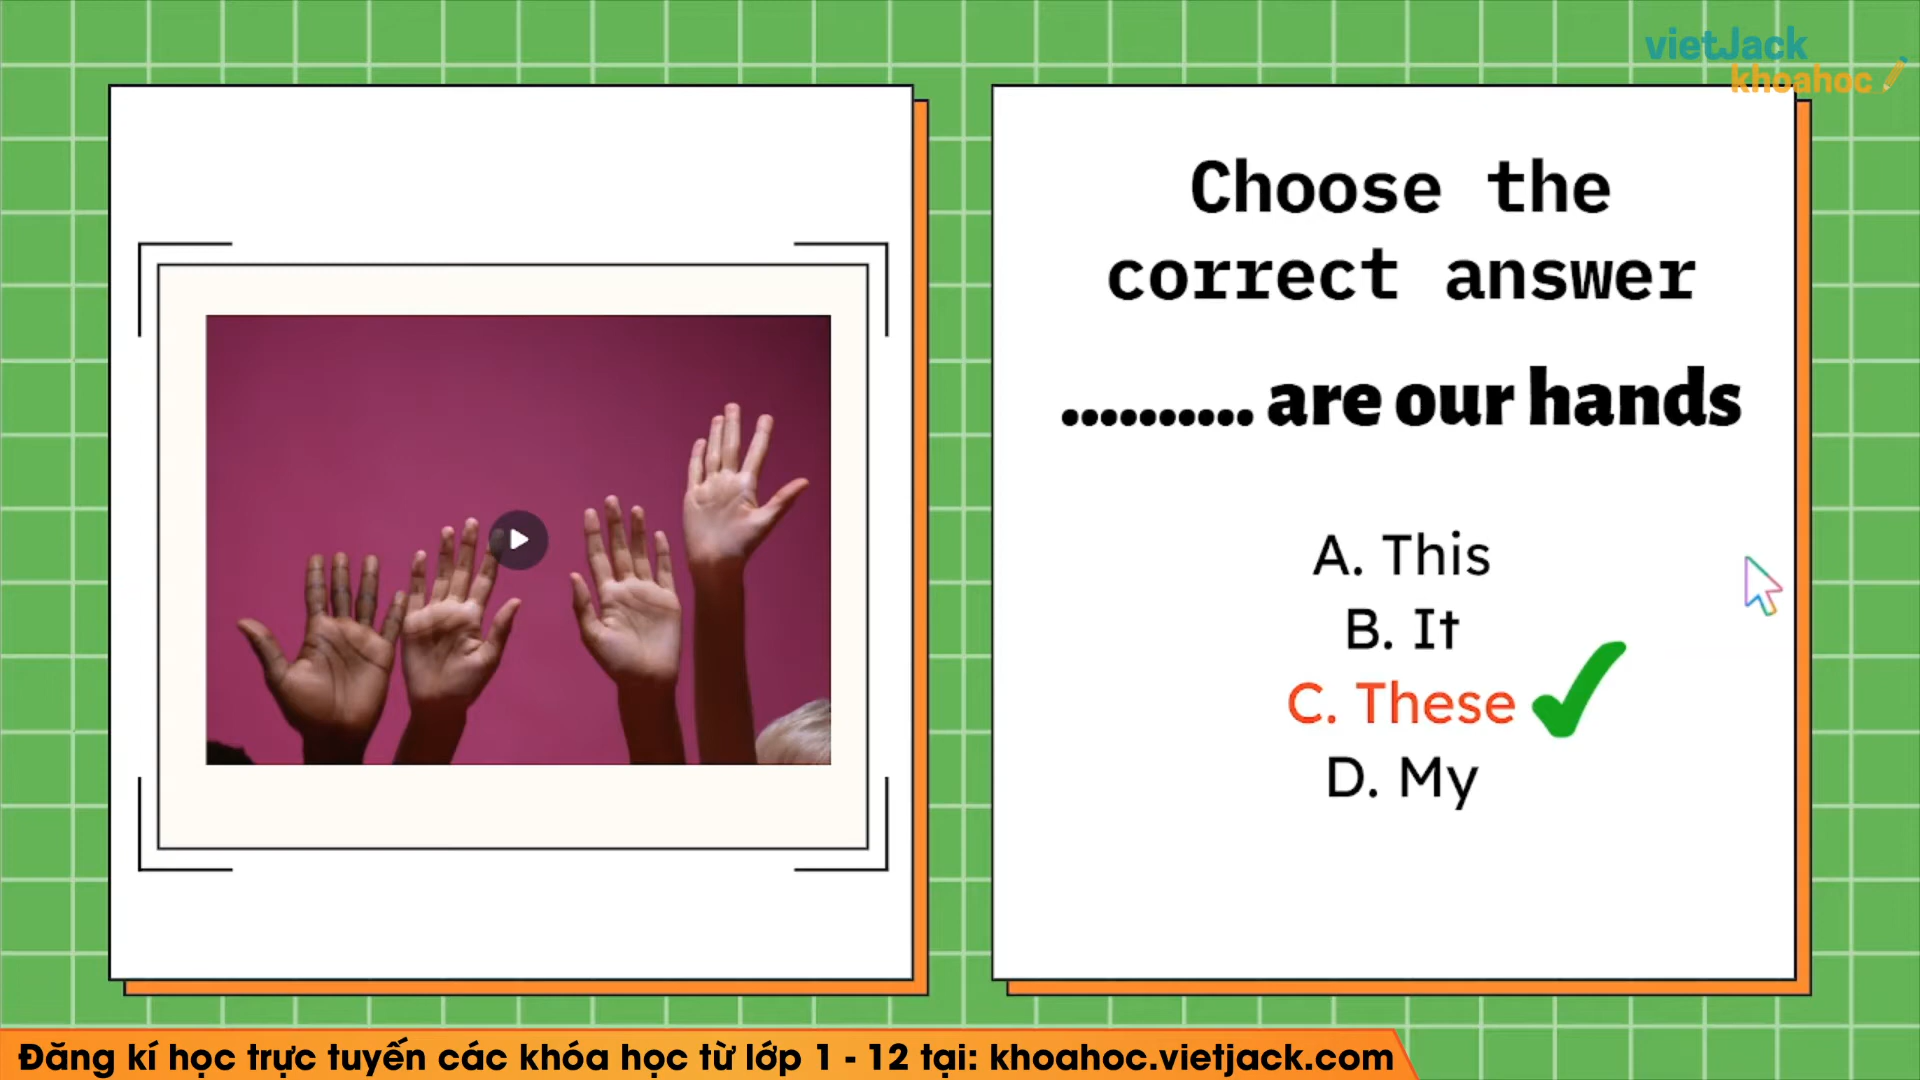 vietJack
khoahoc
Choose the
correct answer
.......... are our hands
A. This
B. It
C. These
D. My
Đăng kí học trực tuyến các khóa học từ lớp 1 - 12 tại: khoahoc.vietjack.com